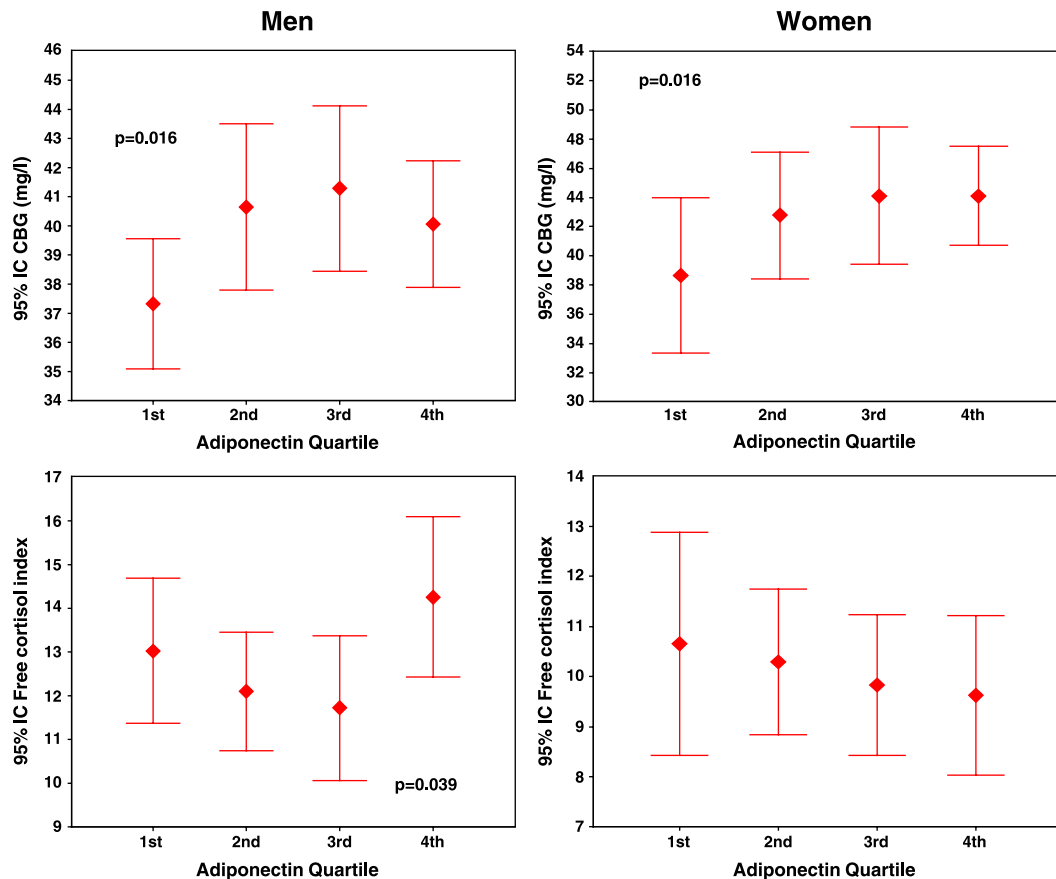 Men
Women
95% IC CBG (mg/l)
46
45
44
43
42
41
40
39
38
37
36
35
34
p=0.016
1st 2nd 3rd 4th
Adiponectin Quartile
95% IC CBG (mg/l)
54
52
50
48
46
44
42
40
38
36
34
32
30
p=0.016
1st 2nd 3rd 4th
Adiponectin Quartile
95% IC Free cortisol index
17
16
15
14
13
12
11
10
9
p=0.039
1st 2nd 3rd 4th
Adiponectin Quartile
95% IC Free cortisol index
14
13
12
11
10
9
8
7
1st 2nd 3rd 4th
Adiponectin Quartile